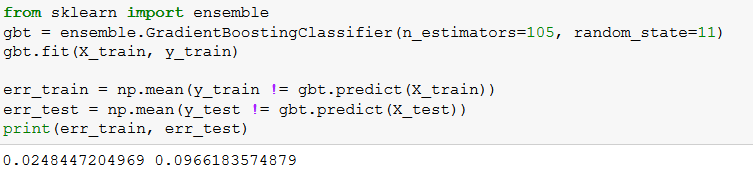 from sklearn import ensemble
gbt = ensemble.GradientBoostingClassifier(n_estimators=105, random_state=11)
gbt.fit(X_train, y_train)
err_train = np.mean(y_train != gbt.predict(X_train))
err_test = np.mean(y_test != gbt.predict(X_test))
print(err_train, err_test)
0.0248447204969 0.0966183574879